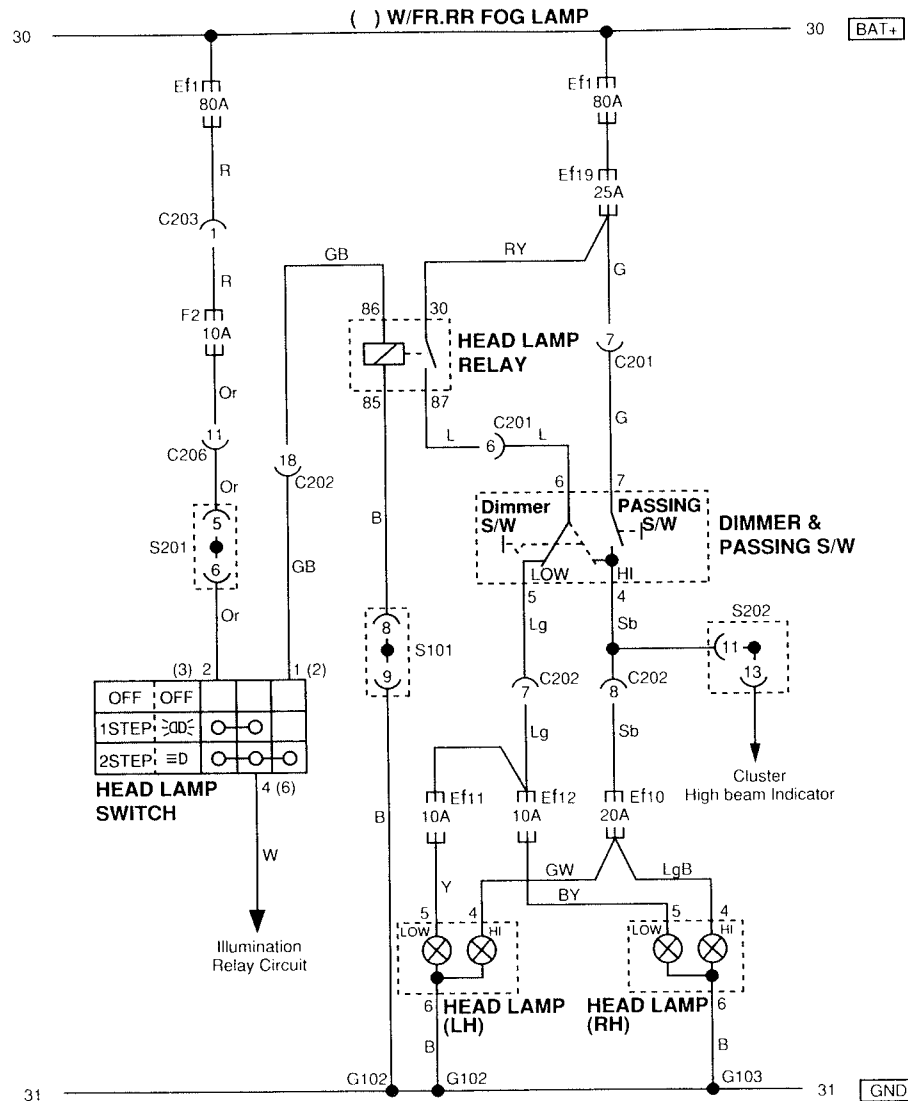 ( ) W/FR.RR FOG LAMP
30
30
BAT+
Ef1
80A
Ef1
80A
R
Ef19
25A
C203
1
GB
RY
G
R
86
30
F2
10A
HEAD LAMP
RELAY
7
C201
85
87
Or
C201
G
11
L
6
L
C206
18
C202
6
7
Or
Dimmer
S/W
PASSING
S/W
DIMMER &
PASSING S/W
5
B
S201
6
LOW
HI
GB
5
4
S202
Or
8
Lg
Sb
S101
11
9
13
(3)
2
1
(2)
C202
C202
7
8
OFF
OFF
1STEP
Lg
Sb
2STEP
Cluster
High beam Indicator
HEAD LAMP
SWITCH
4 (6)
Ef11
10A
Ef12
10A
Ef10
20A
B
W
GW
LgB
Y
BY
5
4
5
4
LOW
HI
LOW
HI
Illumination
Relay Circuit
6
HEAD LAMP
(LH)
HEAD LAMP
(RH)
6
B
B
G102
G102
G103
31
31
GND